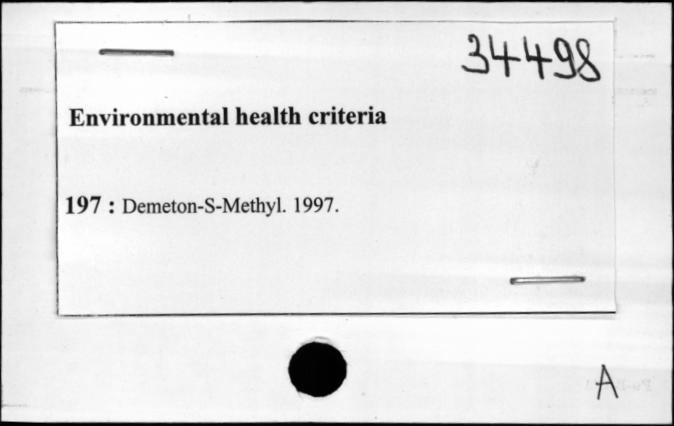 34498
Environmental health criteria
197 : Demeton-S-Methyl. 1997.
A